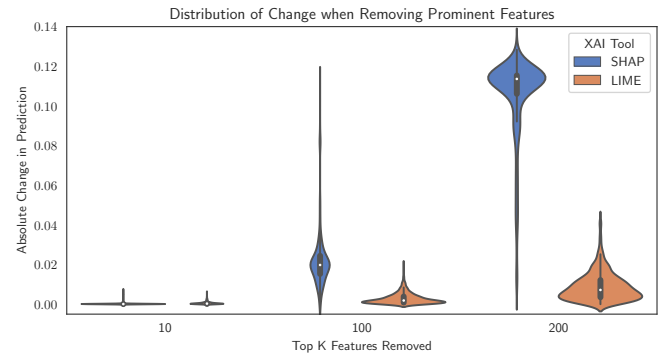 Distribution of Change when Removing Prominent Features
Absolute Change in Prediction
0.14
0.12
0.10
0.08
0.06
0.04
0.02
0.00
XAI Tool
SHAP
LIME
10
100
200
Top K Features Removed